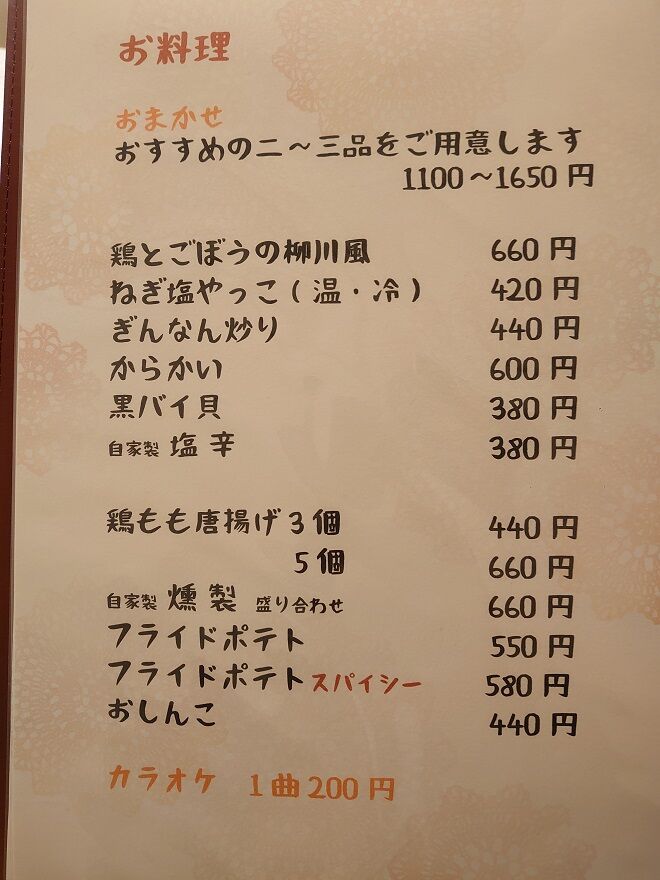 お料理
おまかせ
おすすめの二～三品をご用意します
1100～1650円
鶏とごぼうの柳川風 660円
ねぎ塩やっこ(温・冷) 420円
ぎんなん炒り 440円
からかい 600円
黒バイ貝 380円
自家製 塩辛 380円
鶏もも唐揚げ3個 440円
5個 660円
自家製 燻製 盛り合わせ 660円
フライドポテト 550円
フライドポテトスパイシー 580円
おしんこ 440円
カラオケ 1曲200円